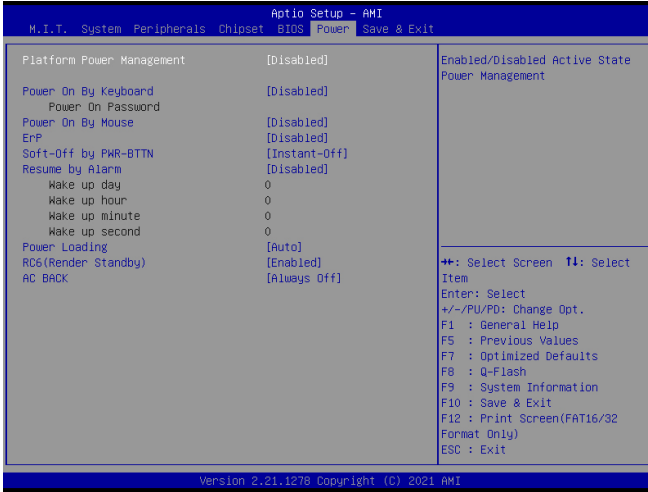 Aptio Setup - AMI
M.I.T. System Peripherals Chipset BIOS Power Save & Exit
Platform Power Management [Disabled]
Power On By Keyboard [Disabled]
Power On Password
Power On By Mouse [Disabled]
ErP [Disabled]
Soft-Off by PWR-BTTN [Instant-Off]
Resume by Alarm [Disabled]
Wake up day 0
Wake up hour 0
Wake up minute 0
Wake up second 0
Power Loading [Auto]
RC6(Render Standby) [Enabled]
AC BACK [Always Off]
Enabled/Disabled Active State
Power Management
→←: Select Screen ↑↓: Select
Item
Enter: Select
+/-/PU/PD: Change Opt.
F1 : General Help
F5 : Previous Values
F7 : Optimized Defaults
F8 : Q-Flash
F9 : System Information
F10 : Save & Exit
F12 : Print Screen(FAT16/32
Format Only)
ESC : Exit
Version 2.21.1278 Copyright (C) 2021 AMI